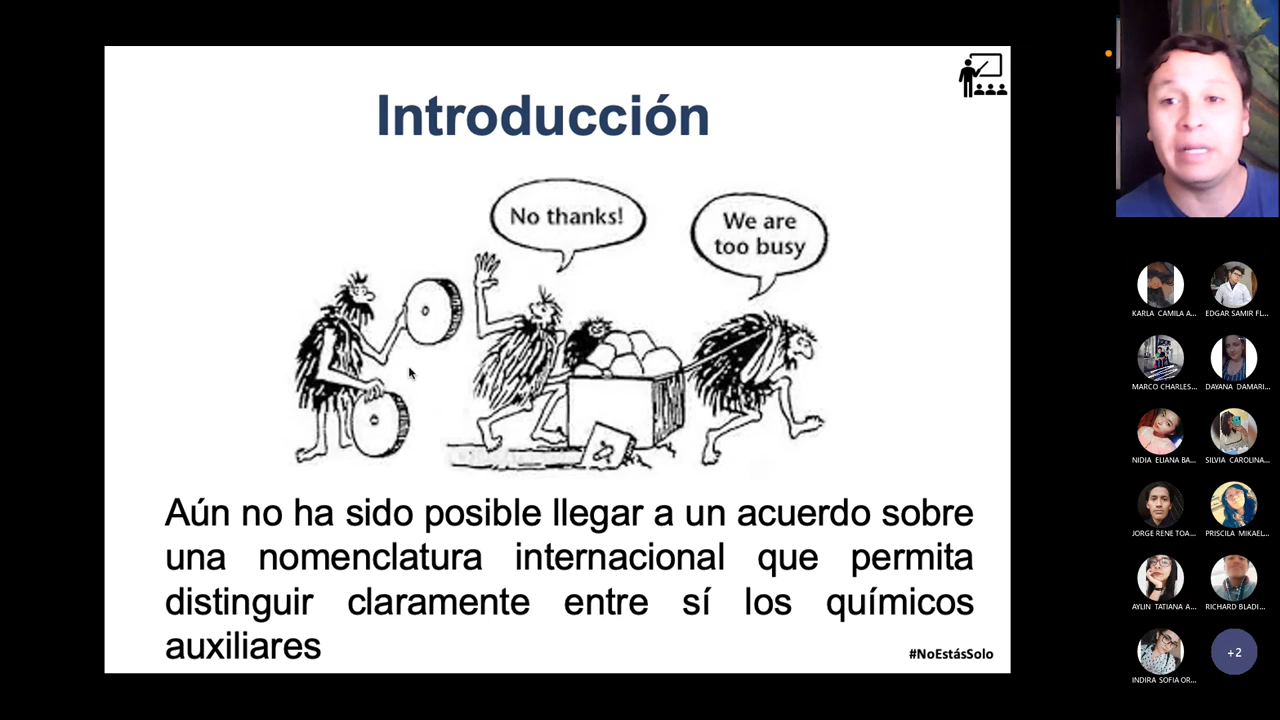 Introducción
No thanks!
We are
too busy
Aún no ha sido posible llegar a un acuerdo sobre
una nomenclatura internacional que permita
distinguir claramente entre sí los químicos
auxiliares
#NoEstásSolo
KARLA CAMILA A...
EDGAR SAMIR FL...
MARCO CHARLES...
DAYANA DAMARI...
NIDIA ELIANA BA...
SILVIA CAROLINA...
JORGE RENE TOA...
PRISCILA MIKAEL...
AYLIN TATIANA A...
RICHARD BLADI...
INDIRA SOFIA OR...
+2